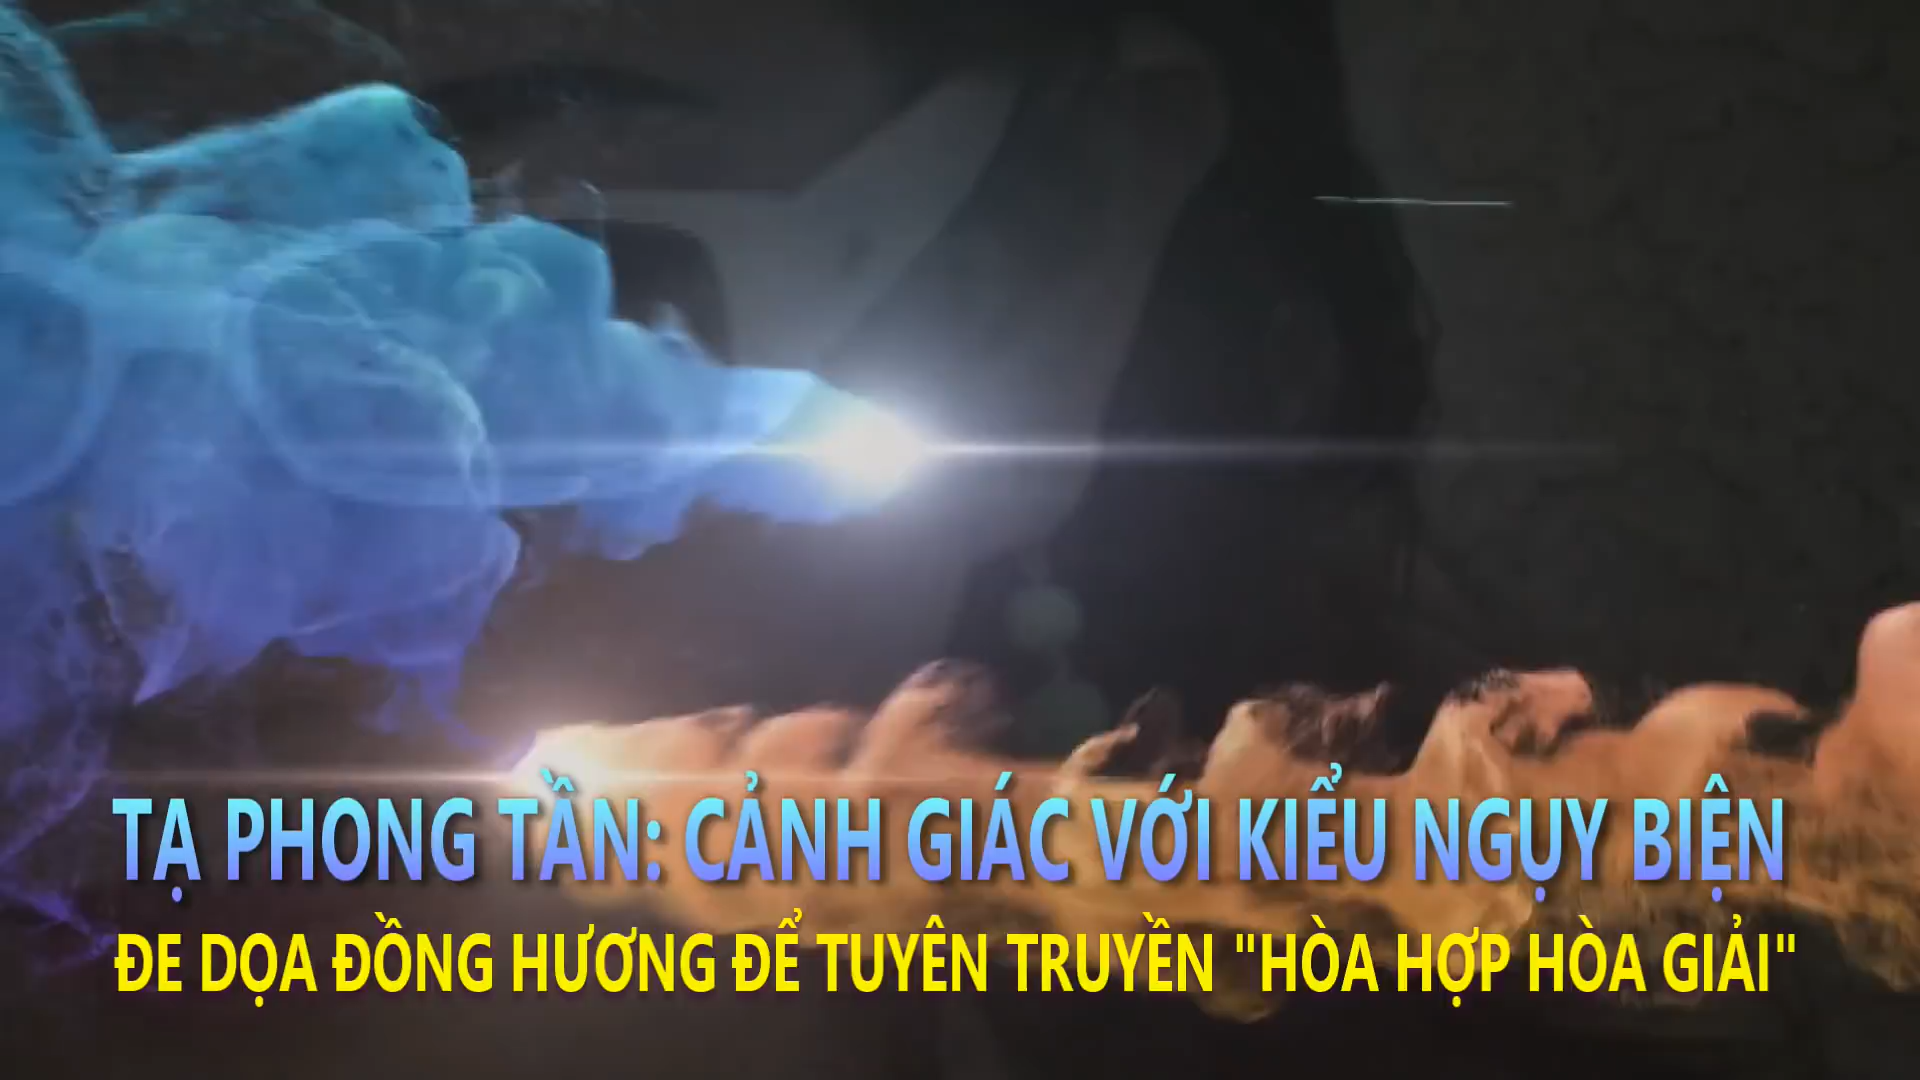 TẠ PHONG TẦN: CẢNH GIÁC VỚI KIỂU NGỤY BIỆN
ĐE DỌA ĐỒNG HƯƠNG ĐỂ TUYÊN TRUYỀN "HÒA HỢP HÒA GIẢI"